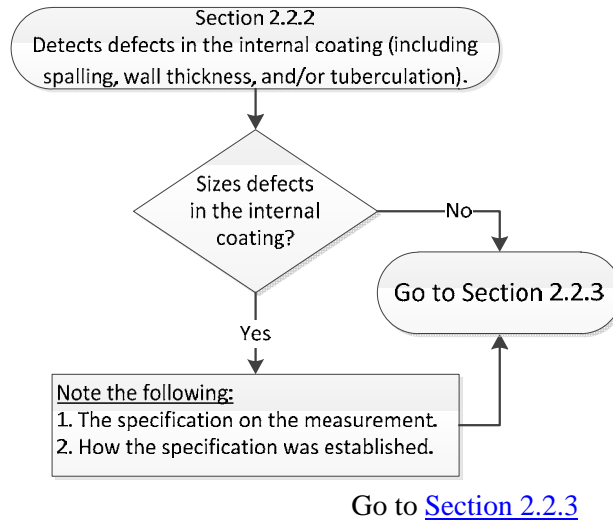 Section 2.2.2
Detects defects in the internal coating (including
spalling, wall thickness, and/or tuberculation).
Sizes defects
in the internal
coating?
No
Go to Section 2.2.3
Yes
Note the following:
1. The specification on the measurement.
2. How the specification was established.
Go to Section 2.2.3